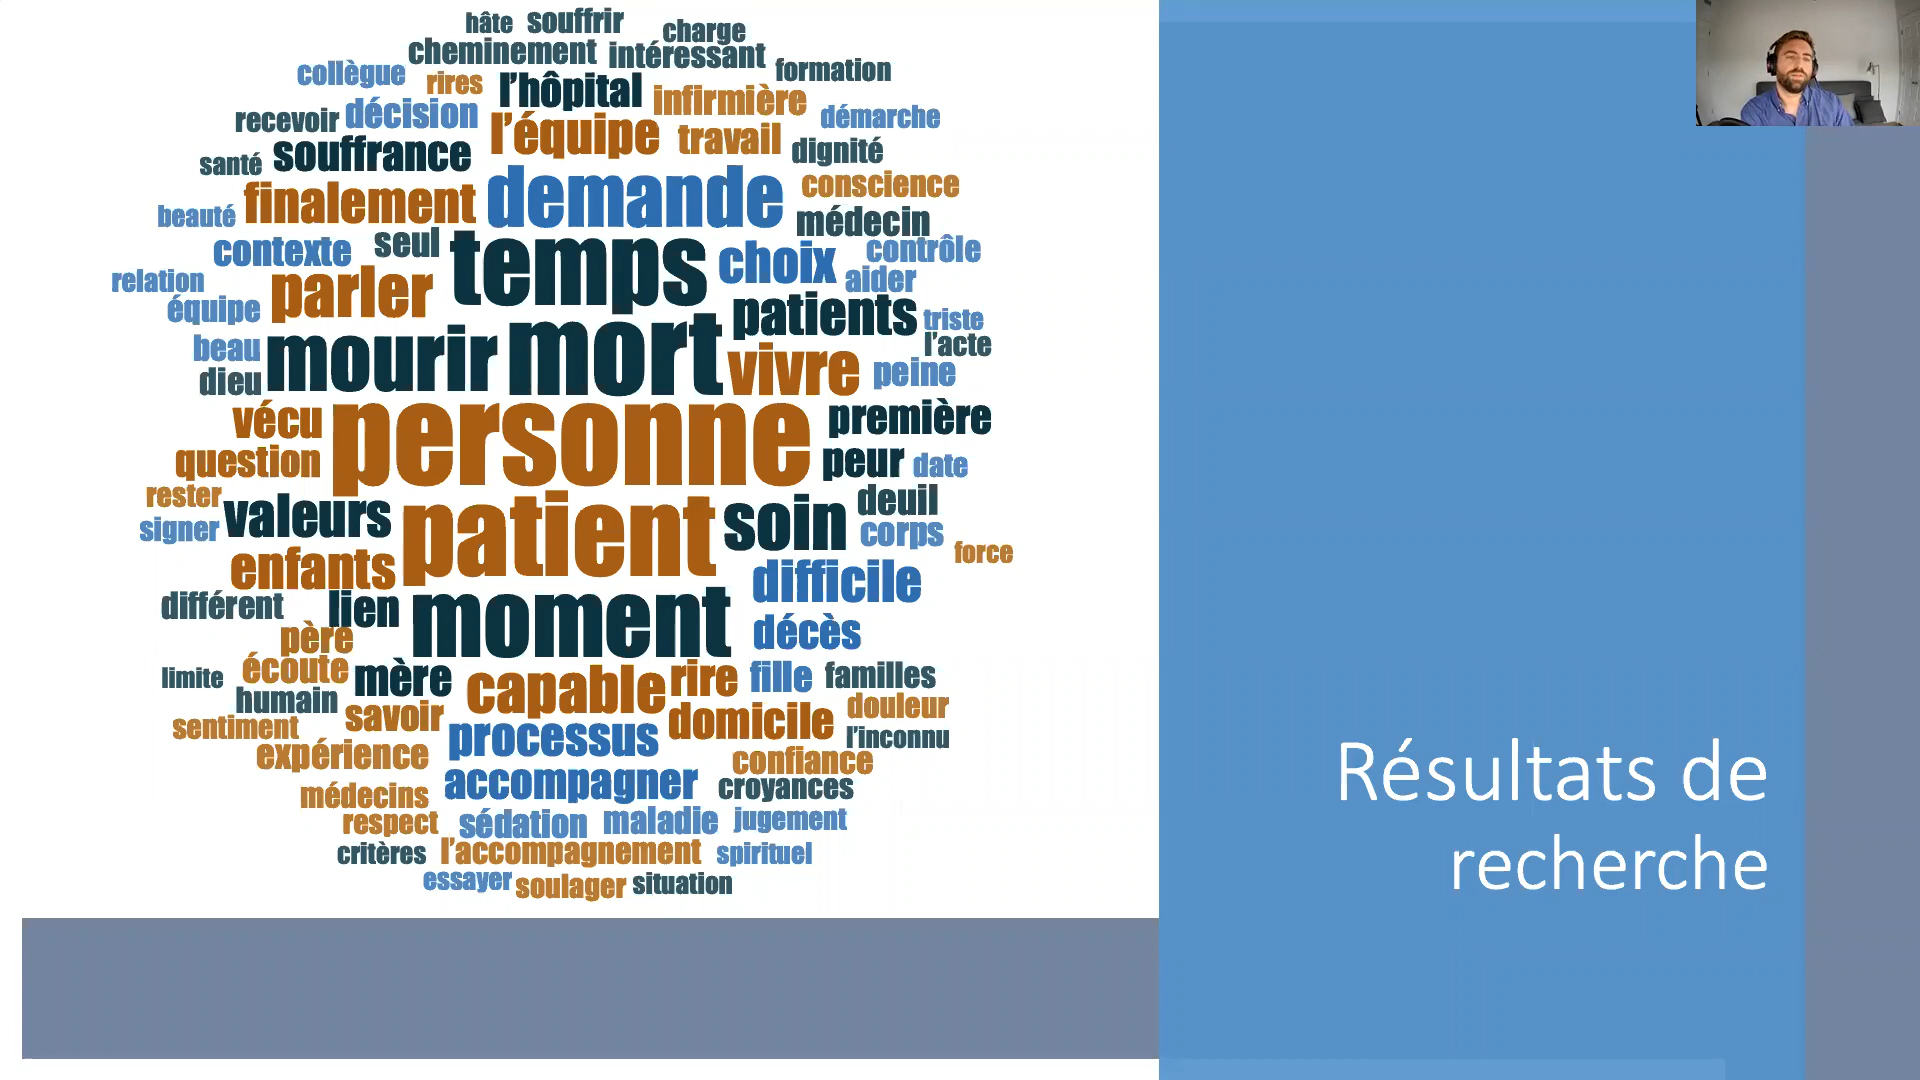 hâte souffrir charge
cheminement intéressant
collègue rires l'hôpital infirmière formation
recevoir décision l'équipe travail démarche
santé souffrance dignité
beauté finalement demande conscience
contexte seul temps choix médecin contrôle
relation parler aider
équipe patients triste
beau mourir mort l'acte
dieu vivre peine
vécu personne première
question peur date
rester valeurs patient soin deuil
signer corps
enfants difficile force
différent lien moment décès
père
limite écoute mère capable rire fille familles
humain savoir domicile douleur
sentiment processus l'inconnu
expérience confiance
médecins accompagner croyances
respect sédation maladie jugement
critères l'accompagnement spirituel
essayer soulager situation
Résultats de
recherche